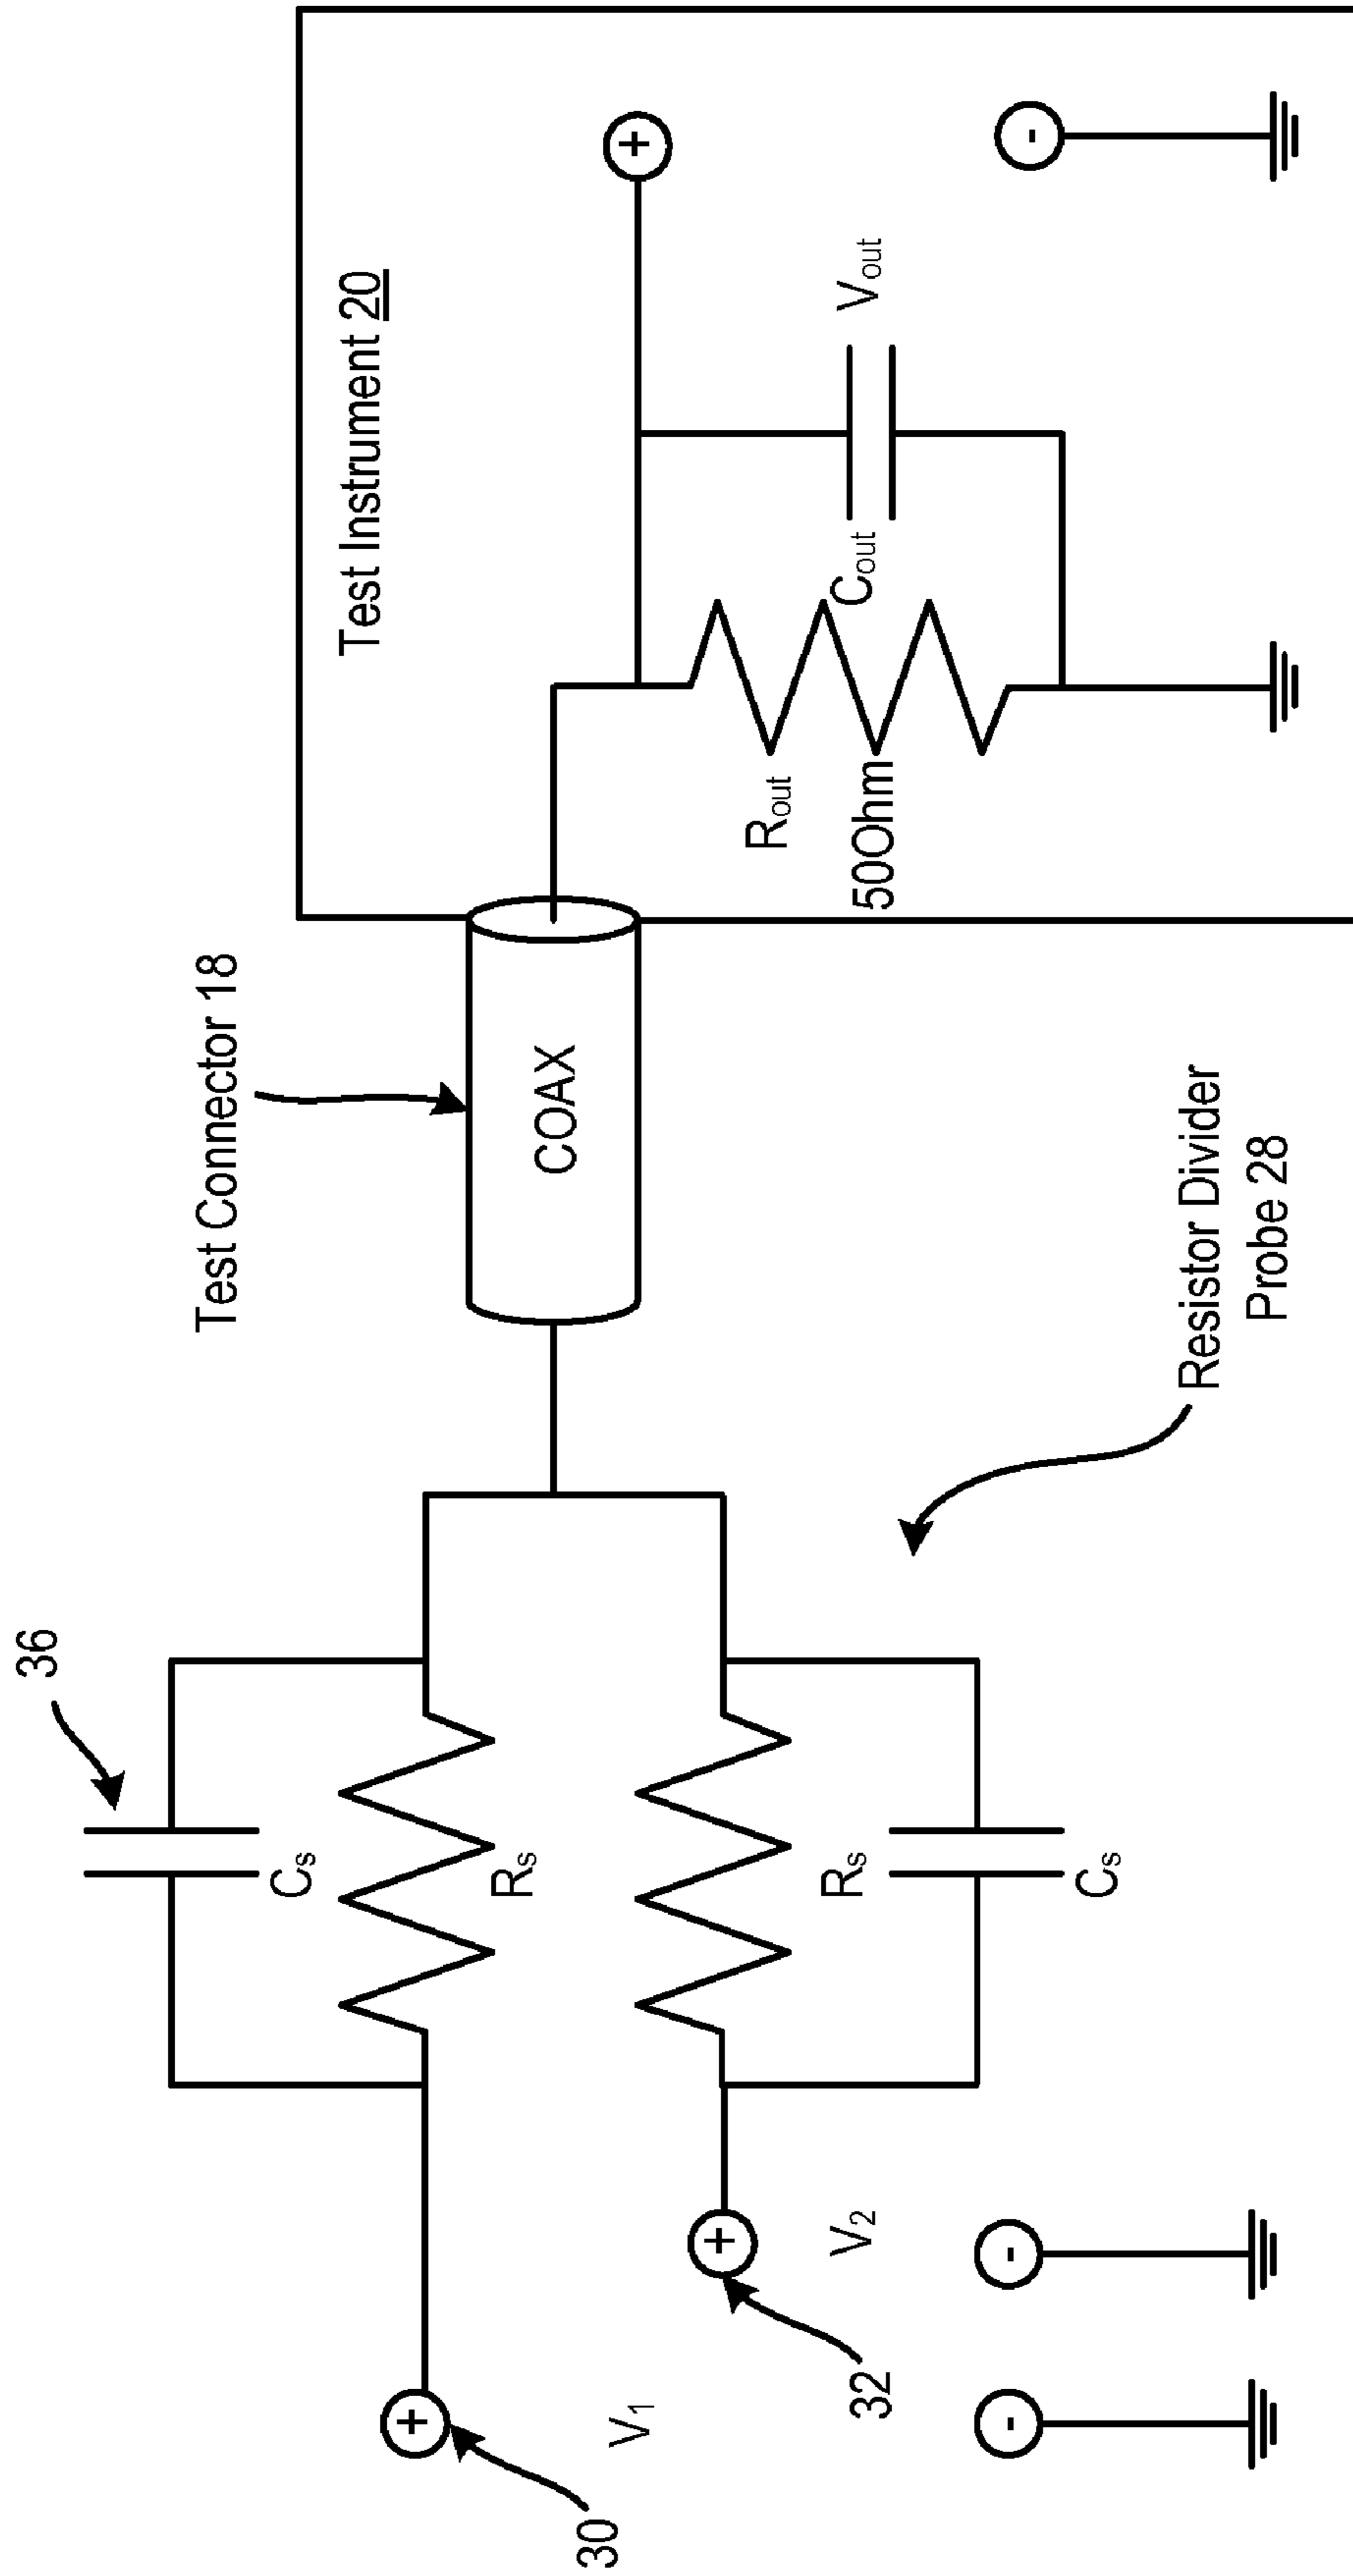 36
Cₛ
Rₛ
Rₛ
Cₛ
+
30
V₁
+
32
V₂
-
-
Test Connector 18
COAX
Resistor Divider
Probe 28
Test Instrument 20
Rout
50Ohm
Cout
Vout
+
-